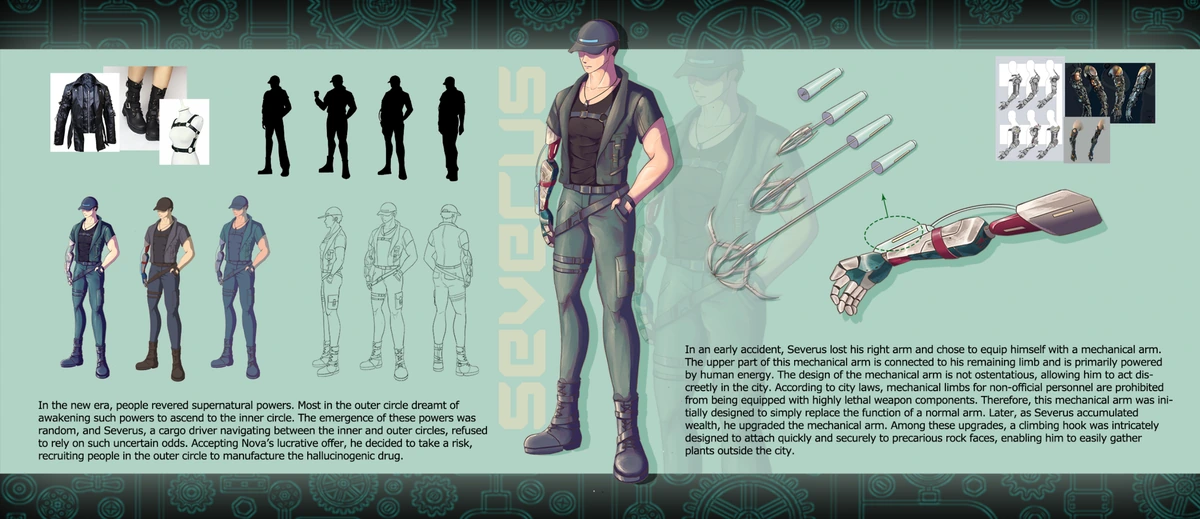 SEVERUS
In the new era, people revered supernatural powers. Most in the outer circle dreamt of
awakening such powers to ascend to the inner circle. The emergence of these powers was
random, and Severus, a cargo driver navigating between the inner and outer circles, refused
to rely on such uncertain odds. Accepting Nova's lucrative offer, he decided to take a risk,
recruiting people in the outer circle to manufacture the hallucinogenic drug.
In an early accident, Severus lost his right arm and chose to equip himself with a mechanical arm.
The upper part of this mechanical arm is connected to his remaining limb and is primarily powered
by human energy. The design of the mechanical arm is not ostentatious, allowing him to act dis-
creetly in the city. According to city laws, mechanical limbs for non-official personnel are prohibited
from being equipped with highly lethal weapon components. Therefore, this mechanical arm was ini-
tially designed to simply replace the function of a normal arm. Later, as Severus accumulated
wealth, he upgraded the mechanical arm. Among these upgrades, a climbing hook was intricately
designed to attach quickly and securely to precarious rock faces, enabling him to easily gather
plants outside the city.